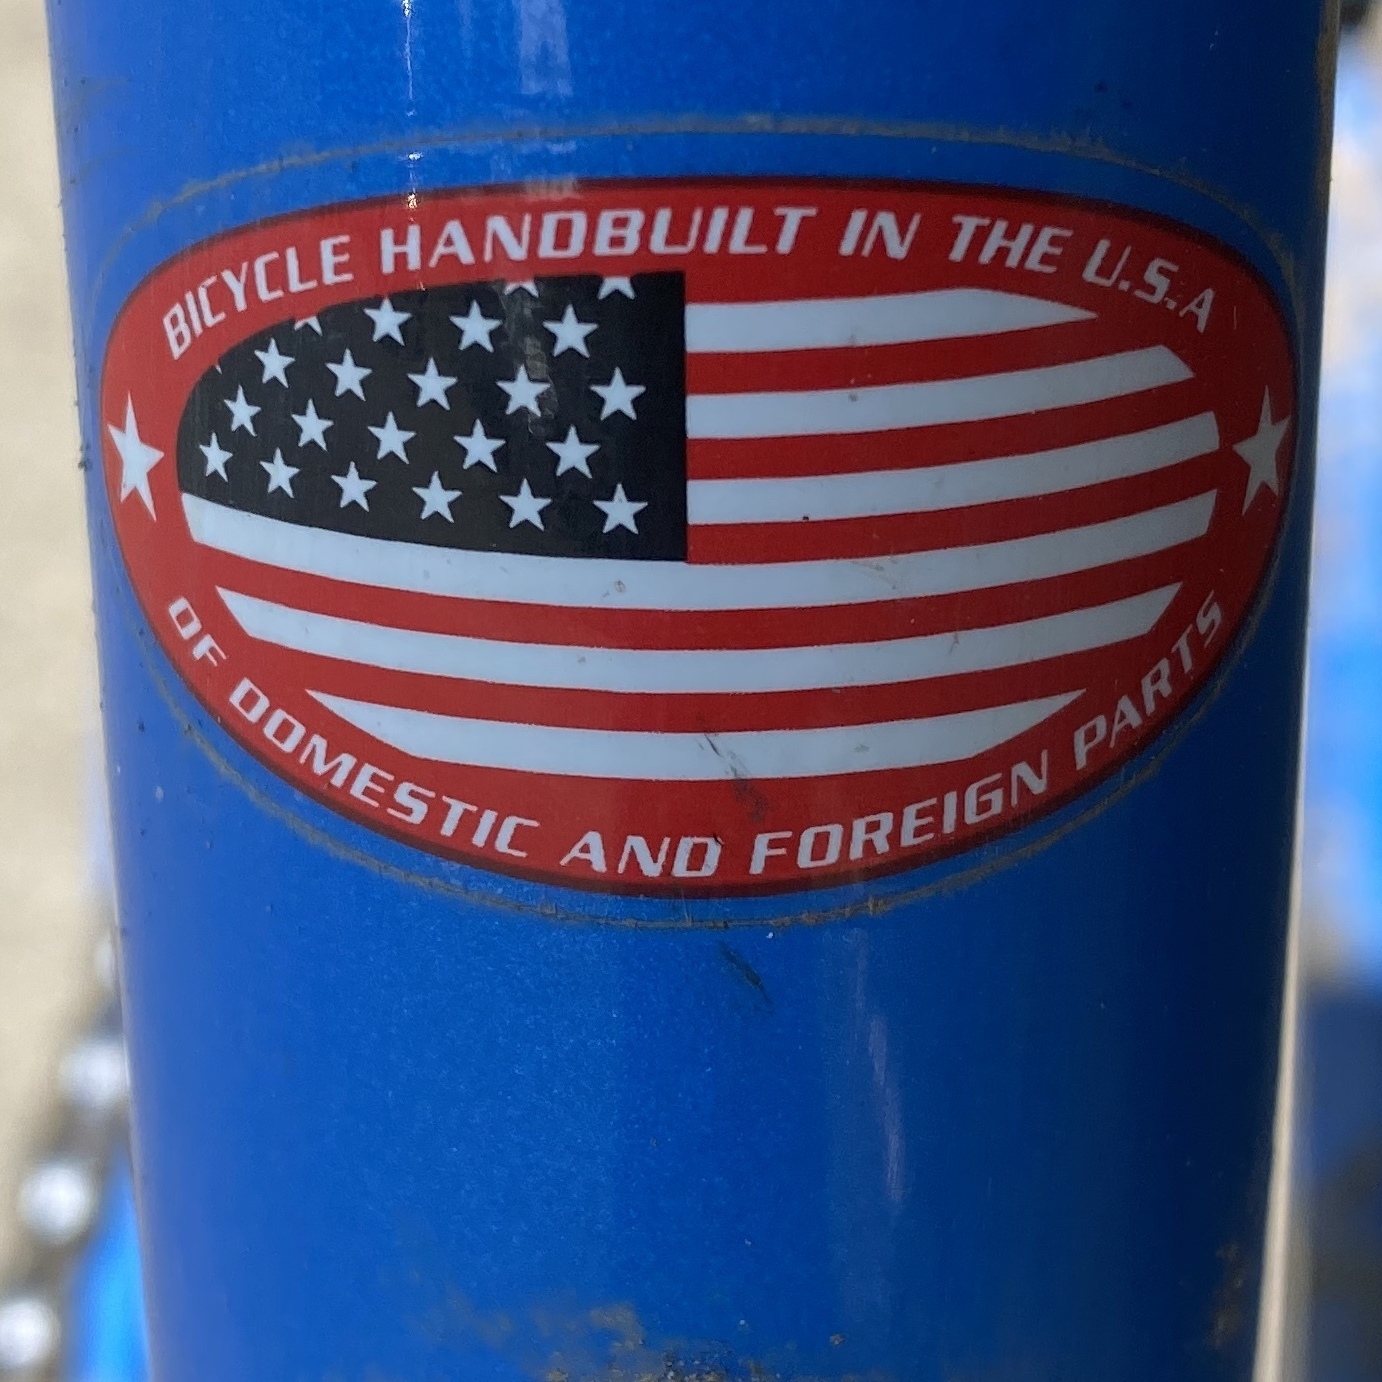 BICYCLE HANDBUILT IN THE U.S.A
OF DOMESTIC AND FOREIGN PARTS